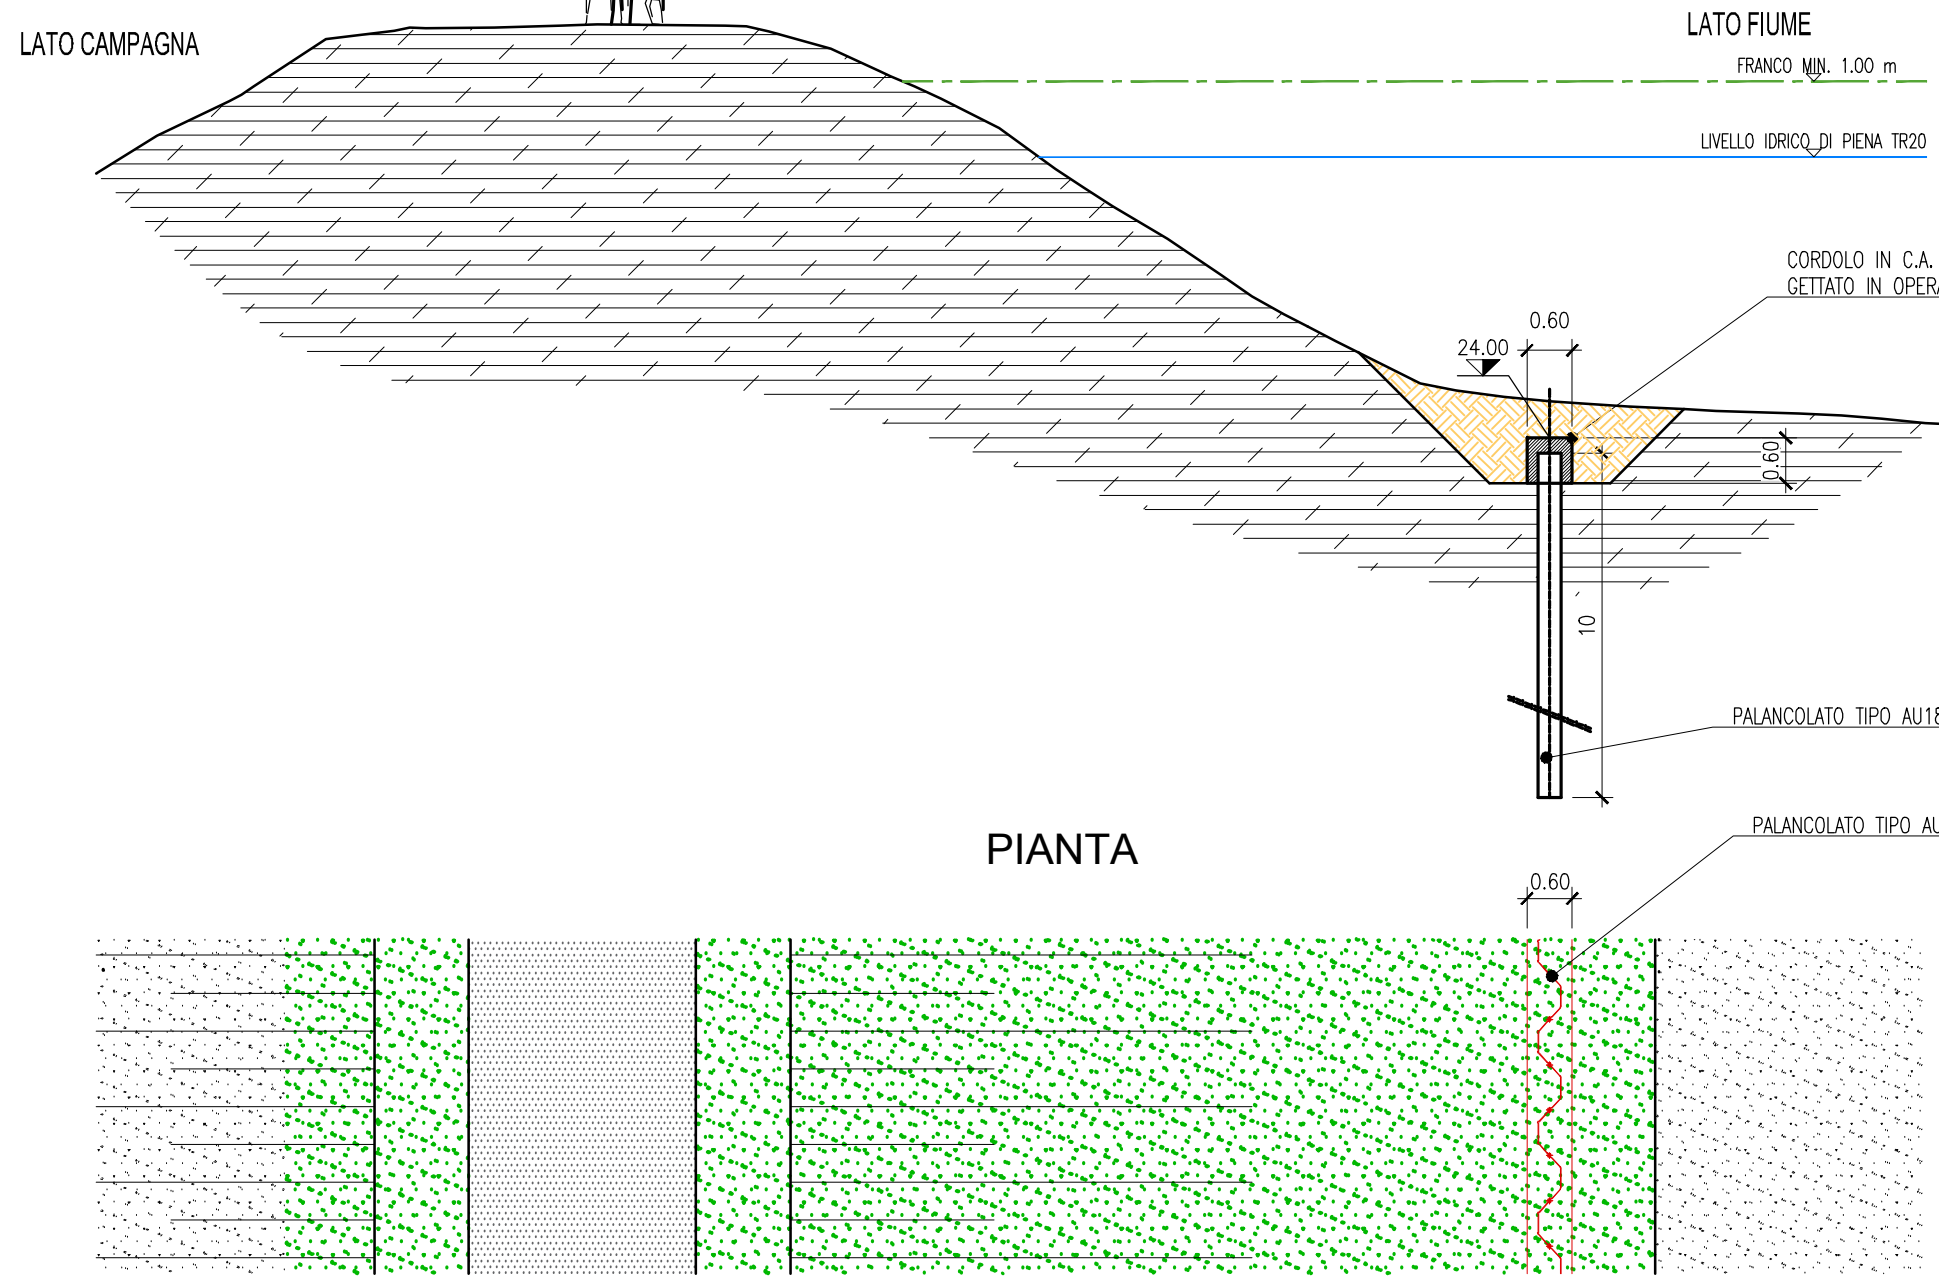 LATO CAMPAGNA
LATO FIUME
FRANCO MIN. 1.00 m
LIVELLO IDRICO DI PIENA TR20
CORDOLO IN C.A.
GETTATO IN OPERA
0.60
24.00
0.60
10
PALANCOLATO TIPO AU18
PALANCOLATO TIPO AU
PIANTA
0.60